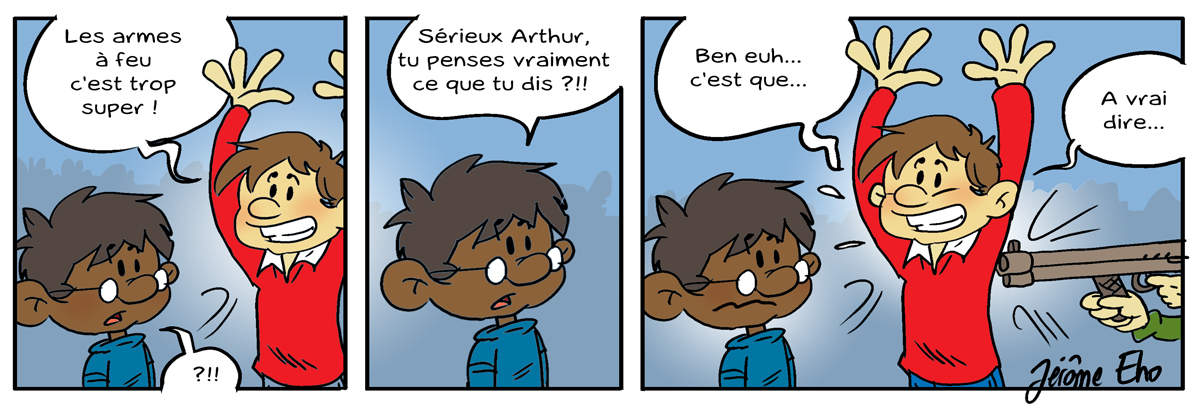 Les armes
à feu
c'est trop
super !
?!!
Sérieux Arthur,
tu penses vraiment
ce que tu dis ?!!
Ben euh...
c'est que...
A vrai
dire...
Jérôme Eho